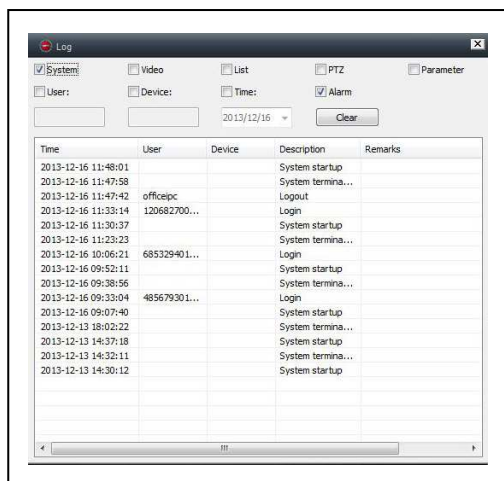 Log
System Video List PTZ Parameter
User: Device: Time: Alarm
2013/12/16 Clear
Time User Device Description Remarks
2013-12-16 11:48:01 System startup
2013-12-16 11:47:58 System termina...
2013-12-16 11:47:42 officeipc Logout
2013-12-16 11:33:14 120682700... Login
2013-12-16 11:30:37 System startup
2013-12-16 11:23:23 System termina...
2013-12-16 10:06:21 685329401... Login
2013-12-16 09:52:11 System startup
2013-12-16 09:38:56 System termina...
2013-12-16 09:33:04 485679301... Login
2013-12-16 09:07:40 System startup
2013-12-13 18:02:22 System termina...
2013-12-13 14:37:18 System startup
2013-12-13 14:32:11 System termina...
2013-12-13 14:30:12 System startup